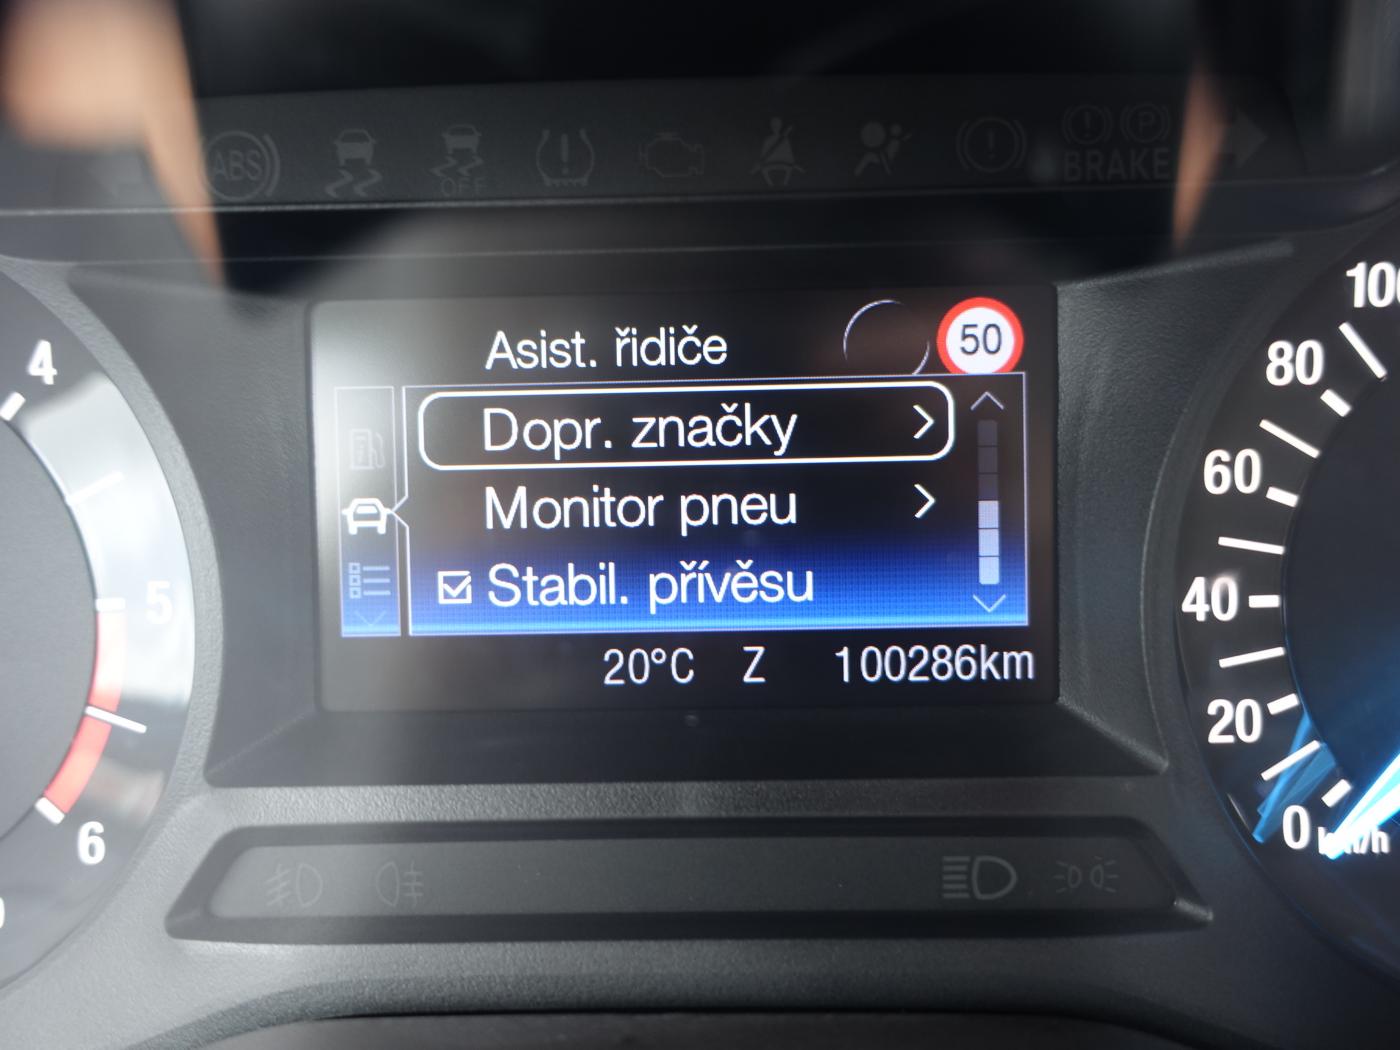 ABS
OFF
BRAKE
Asist. řidiče
50
Dopr. značky
Monitor pneu
Stabil. přívěsu
20°C Z 100286km
4
5
6
100
80
60
40
20
0
km/h